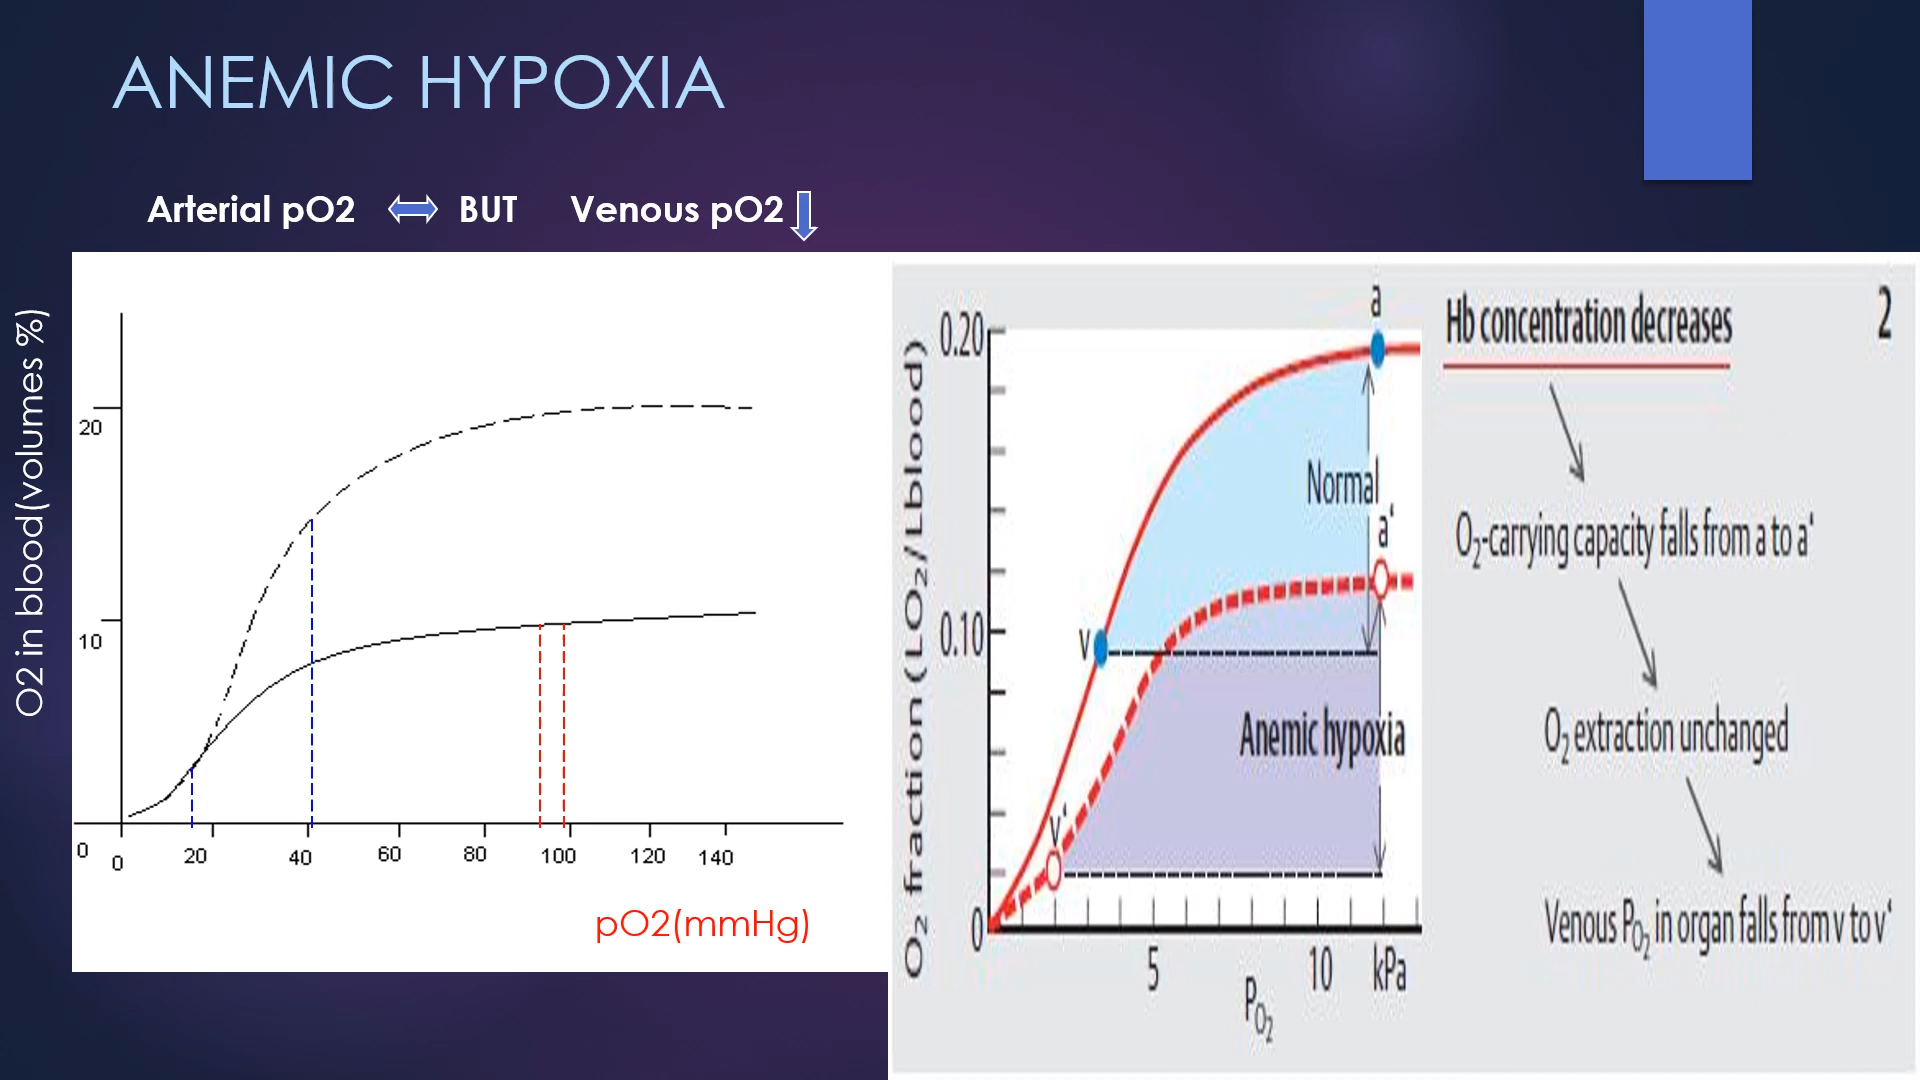 ANEMIC HYPOXIA
Arterial pO2 BUT Venous pO2
O2 in blood(volumes %)
20
10
0
0 20 40 60 80 100 120 140
pO2(mmHg)
O₂ fraction (LO₂/Lblood)
0.20
0.10
0
a
Normal
a‘
v
Anemic hypoxia
v‘
5 10 kPa
PO₂
Hb concentration decreases
2
O₂-carrying capacity falls from a to a‘
O₂ extraction unchanged
Venous PO₂ in organ falls from v to v‘